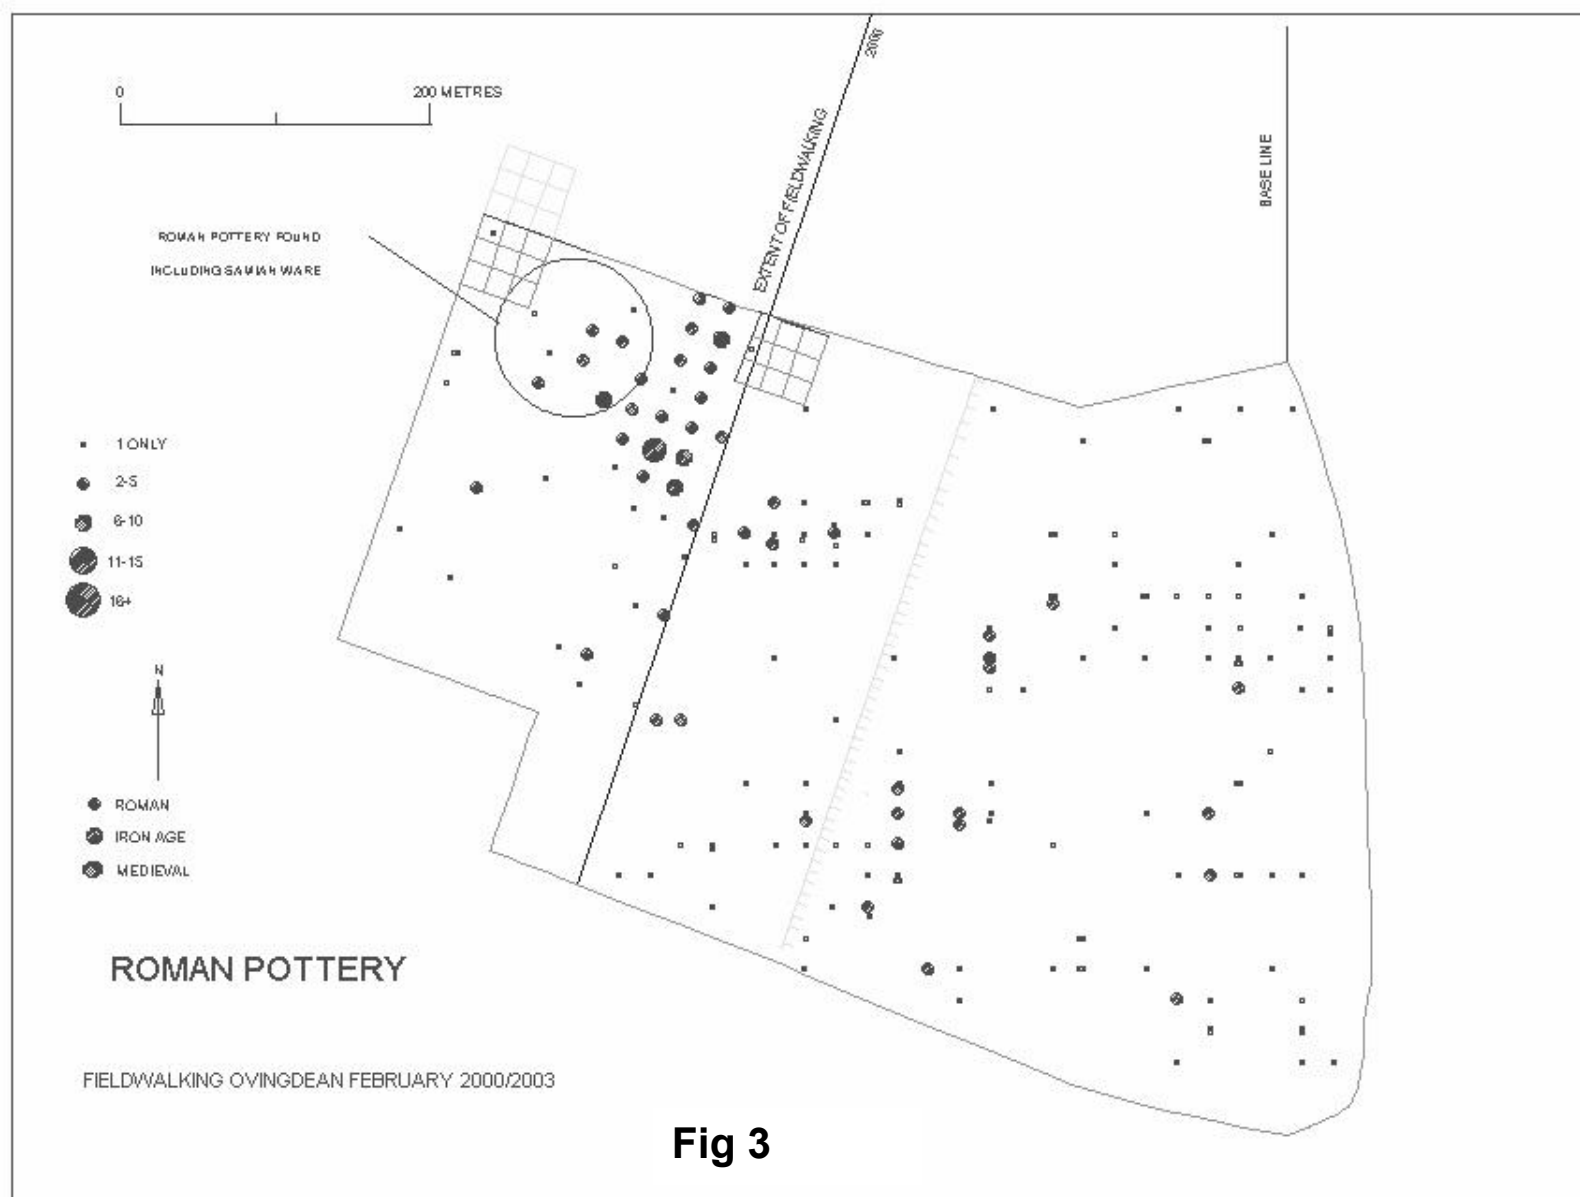 0 200 METRES
2000
EXTENT OF FIELDWALKING
BASE LINE
ROMAN POTTERY FOUND
INCLUDING SAMIAN WARE
1 ONLY
2-5
6-10
11-15
16+
N
ROMAN
IRON AGE
MEDIEVAL
ROMAN POTTERY
FIELDWALKING OVINGDEAN FEBRUARY 2000/2003
Fig 3